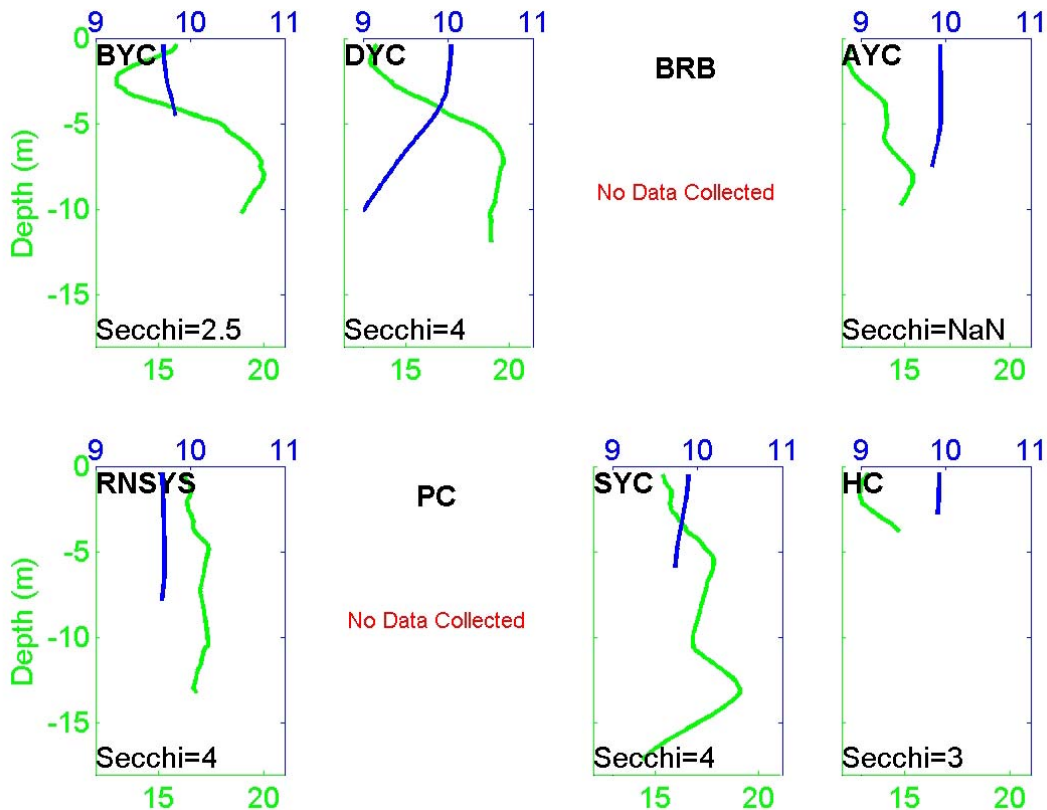 9 10 11
9 10 11
9 10 11
0
-5
-10
-15
Depth (m)
BYC
DYC
BRB
AYC
No Data Collected
Secchi=2.5
Secchi=4
Secchi=NaN
15 20
15 20
15 20
9 10 11
9 10 11
9 10 11
0
-5
-10
-15
Depth (m)
RNSYS
PC
SYC
HC
No Data Collected
Secchi=4
Secchi=4
Secchi=3
15 20
15 20
15 20